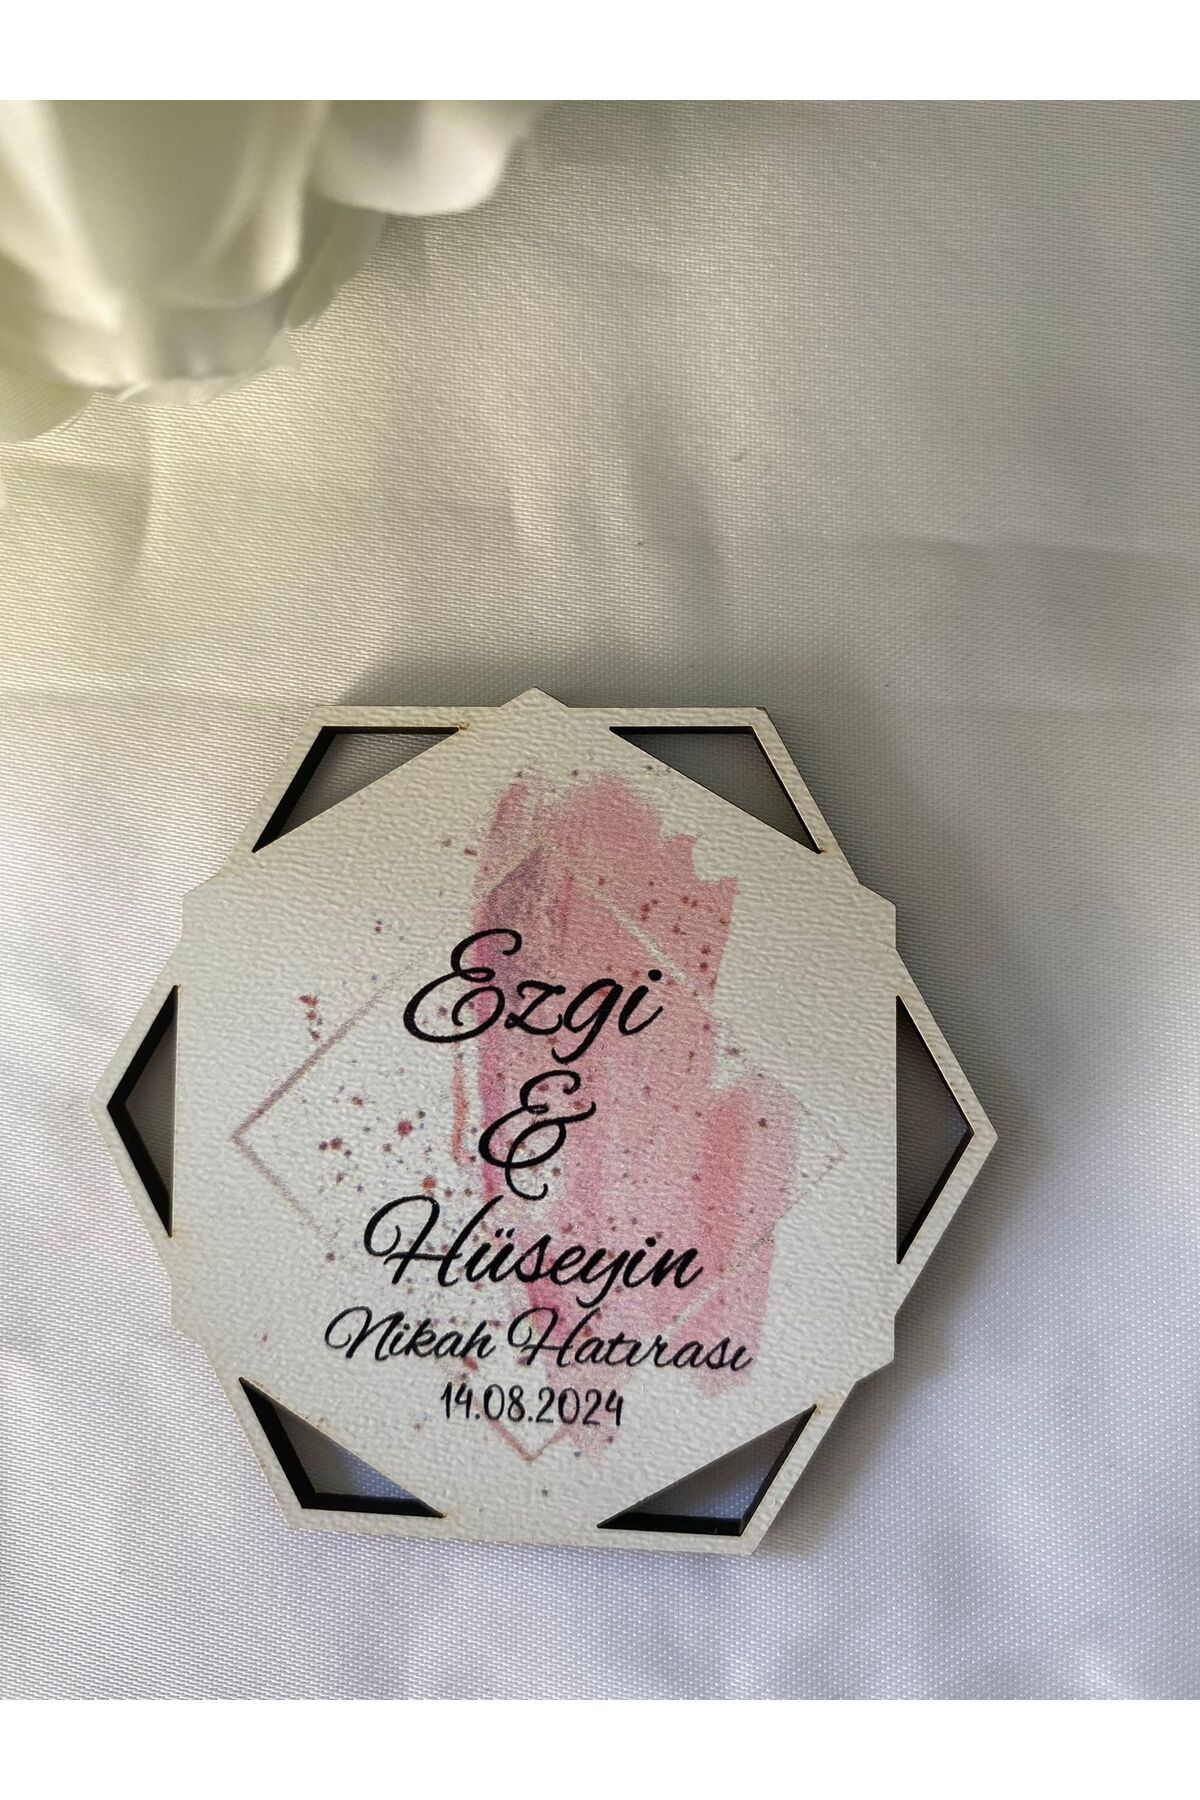 Ezgi
&
Hüseyin
Nikah Hatırası
14.08.2024